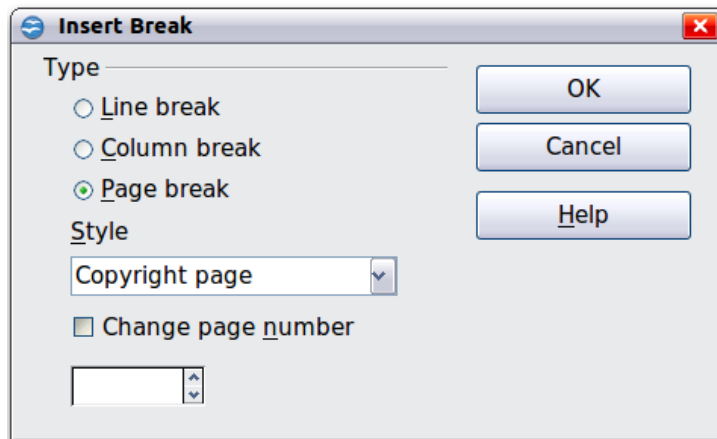 Insert Break
Type
Line break
Column break
Page break
Style
Copyright page
Change page number
OK
Cancel
Help